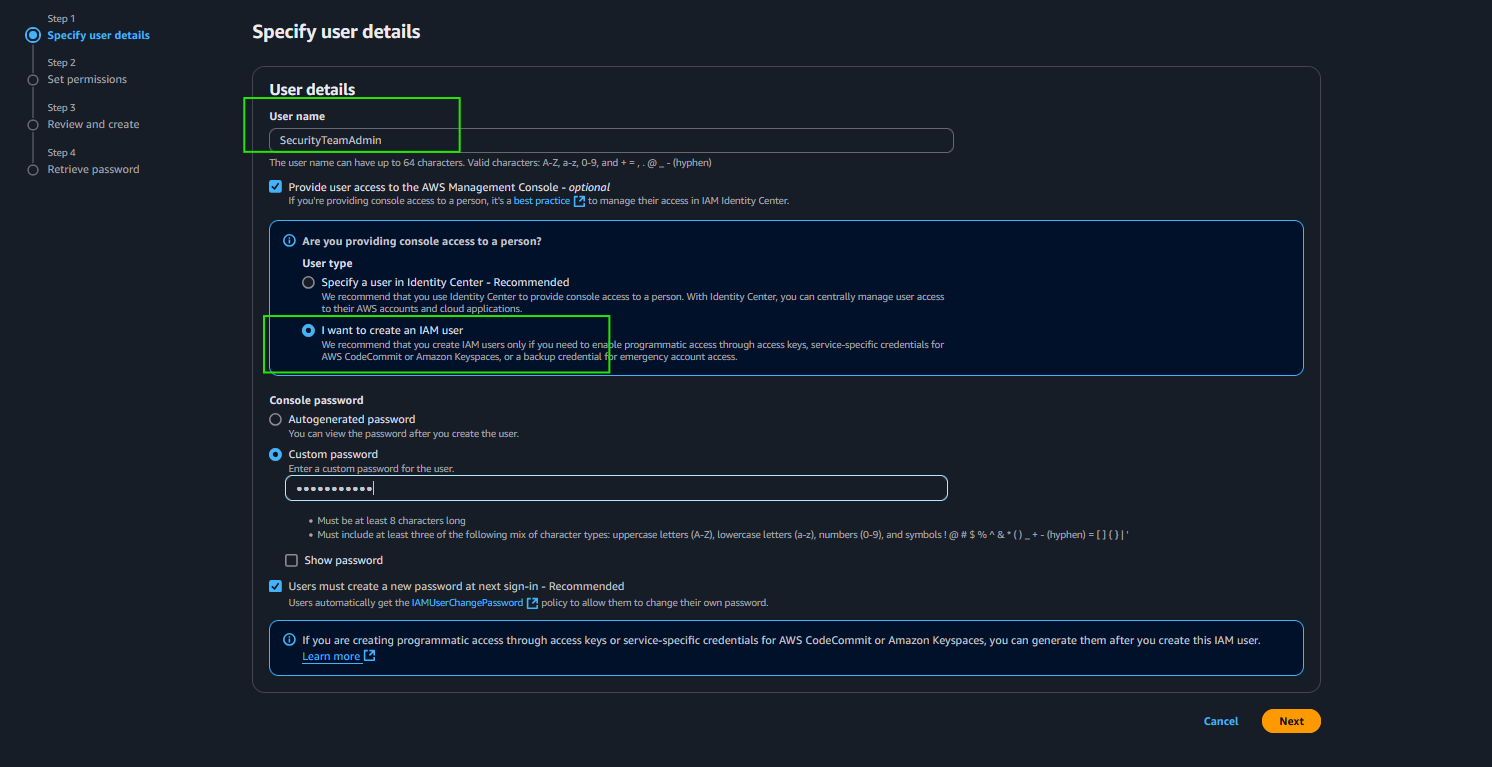 Step 1
Specify user details
Step 2
Set permissions
Step 3
Review and create
Step 4
Retrieve password
Specify user details
User details
User name
SecurityTeamAdmin
The user name can have up to 64 characters. Valid characters: A-Z, a-z, 0-9, and + = , . @ _ - (hyphen)
Provide user access to the AWS Management Console - optional
If you're providing console access to a person, it's a best practice to manage their access in IAM Identity Center.
Are you providing console access to a person?
User type
Specify a user in Identity Center - Recommended
We recommend that you use Identity Center to provide console access to a person. With Identity Center, you can centrally manage user access
to their AWS accounts and cloud applications.
I want to create an IAM user
We recommend that you create IAM users only if you need to enable programmatic access through access keys, service-specific credentials for
AWS CodeCommit or Amazon Keyspaces, or a backup credential for emergency account access.
Console password
Autogenerated password
You can view the password after you create the user.
Custom password
Enter a custom password for the user.
•••••••••••
• Must be at least 8 characters long
• Must include at least three of the following mix of character types: uppercase letters (A-Z), lowercase letters (a-z), numbers (0-9), and symbols ! @ # $ % ^ & * ( ) _ + - (hyphen) = [ ] { } | '
Show password
Users must create a new password at next sign-in - Recommended
Users automatically get the IAMUserChangePassword policy to allow them to change their own password.
If you are creating programmatic access through access keys or service-specific credentials for AWS CodeCommit or Amazon Keyspaces, you can generate them after you create this IAM user.
Learn more
Cancel
Next